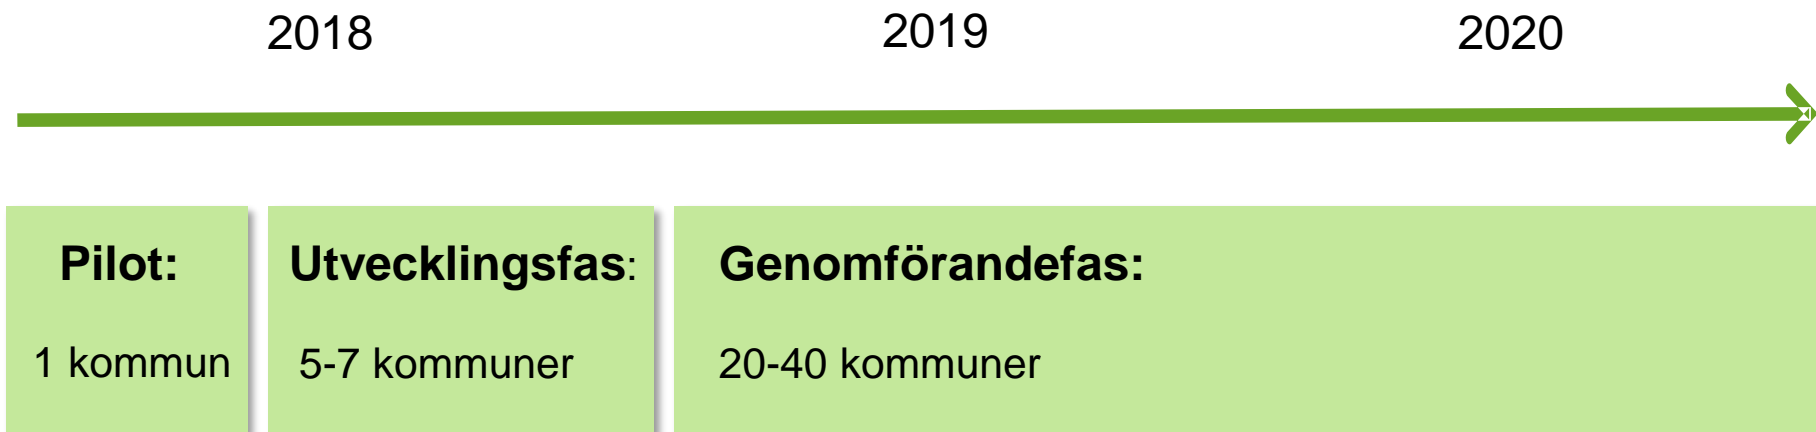 2018
2019
2020
Pilot:
1 kommun
Utvecklingsfas:
5-7 kommuner
Genomförandefas:
20-40 kommuner